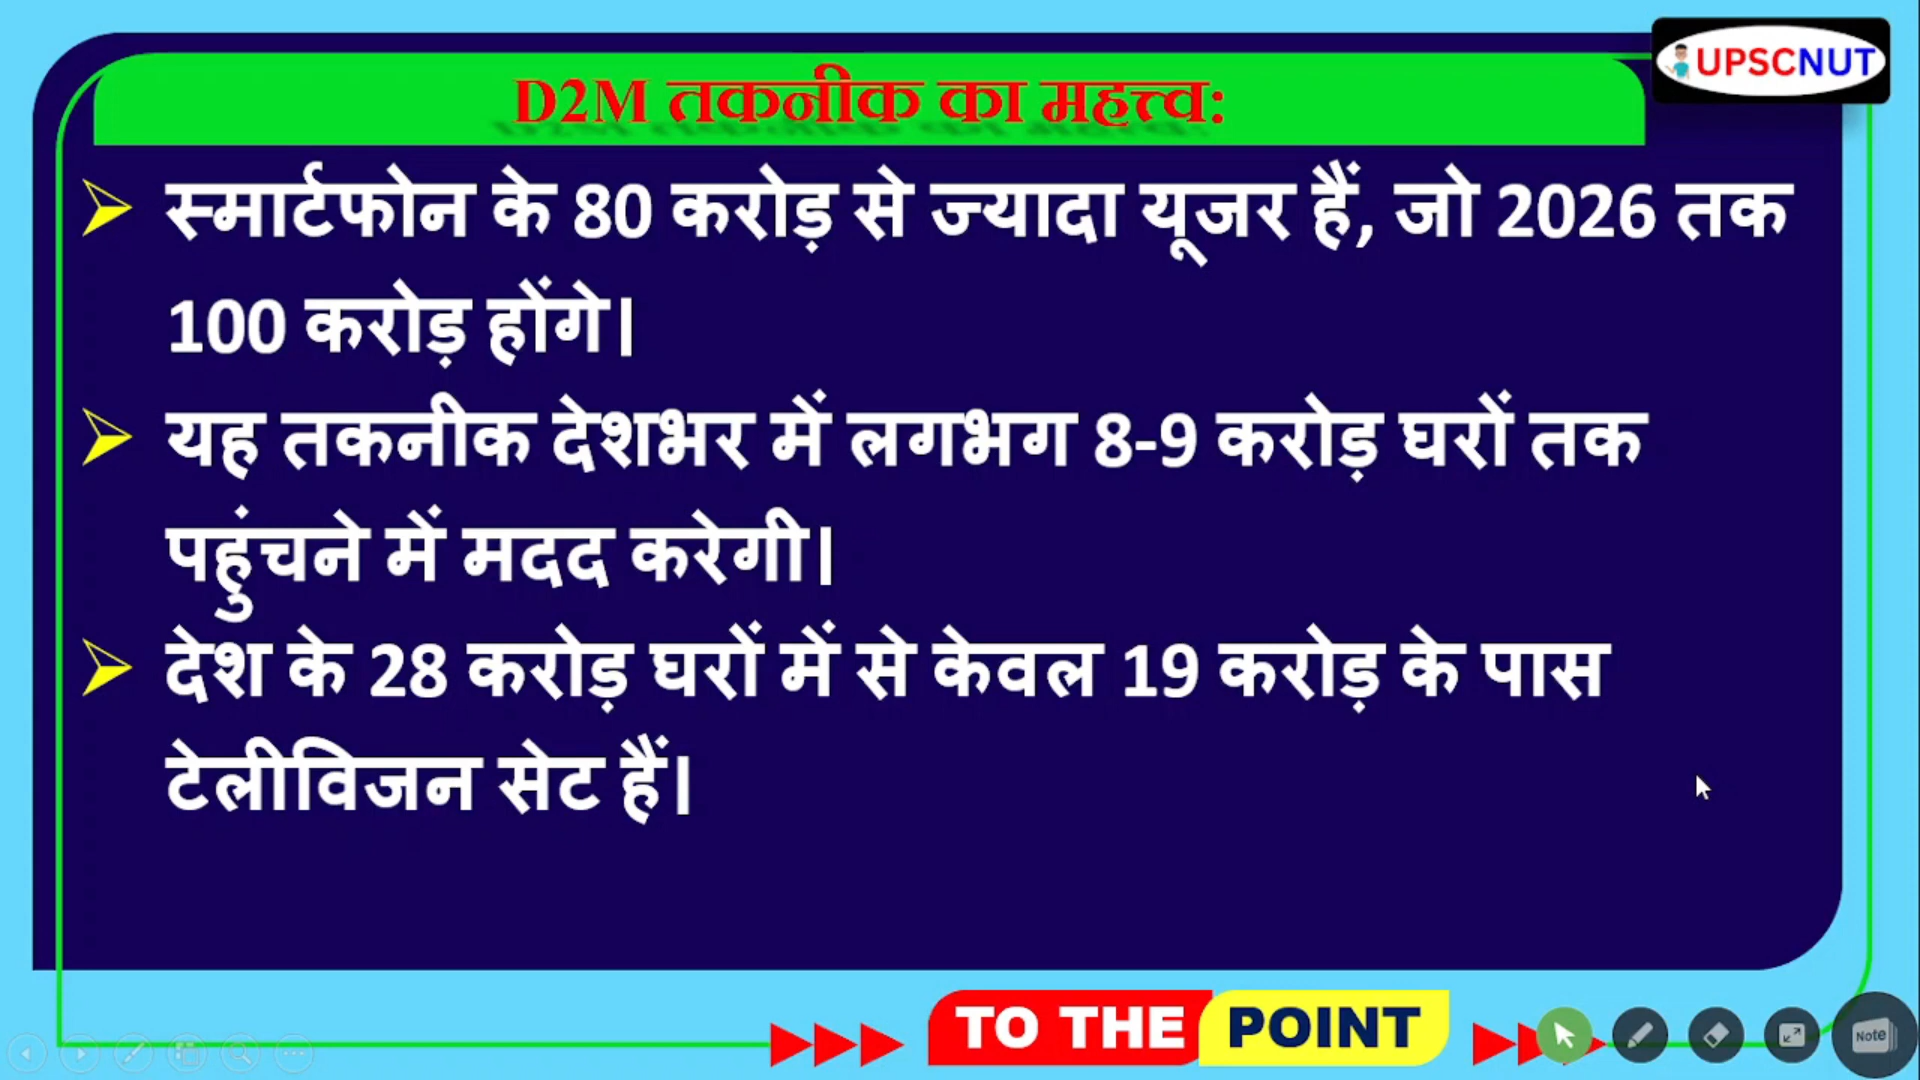 UPSCNUT
D2M तकनीक का महत्त्व:
स्मार्टफोन के 80 करोड़ से ज्यादा यूजर हैं, जो 2026 तक
100 करोड़ होंगे।
यह तकनीक देशभर में लगभग 8-9 करोड़ घरों तक
पहुंचने में मदद करेगी।
देश के 28 करोड़ घरों में से केवल 19 करोड़ के पास
टेलीविजन सेट हैं।
TO THE POINT
Note